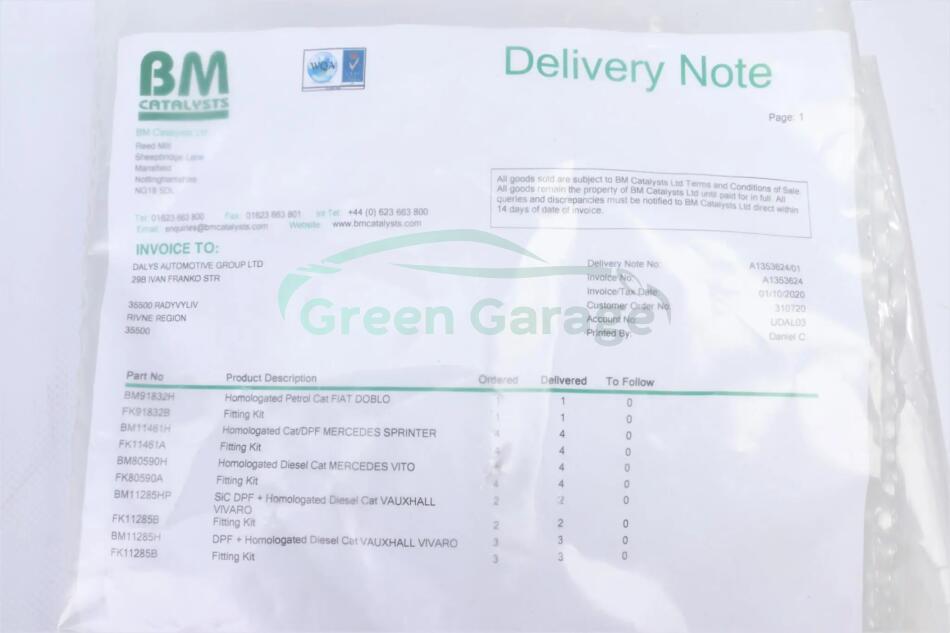 BM
CATALYSTS
WQA
Delivery Note
Page: 1
BM Catalysts Ltd
Reed Mill
Sheepbridge Lane
Mansfield
Nottinghamshire
NG18 5DL
Tel: 01623 663 800 Fax: 01623 663 801 Int Tel: +44 (0) 623 663 800
Email: enquiries@bmcatalysts.com Website: www.bmcatalysts.com
All goods sold are subject to BM Catalysts Ltd Terms and Conditions of Sale.
All goods remain the property of BM Catalysts Ltd until paid for in full. All
queries and discrepancies must be notified to BM Catalysts Ltd direct within
14 days of date of invoice.
INVOICE TO:
DALYS AUTOMOTIVE GROUP LTD
29B IVAN FRANKO STR
35500 RADYVYLIV
RIVNE REGION
35500
Delivery Note No: A1353624/01
Invoice No: A1353624
Invoice/Tax Date: 01/10/2020
Customer Order No: 310720
Account No: UDAL03
Printed By: Daniel C
Green Garage
Part No Product Description Ordered Delivered To Follow
BM91832H Homologated Petrol Cat FIAT DOBLO 1 1 0
FK91832B Fitting Kit 1 1 0
BM11461H Homologated Cat/DPF MERCEDES SPRINTER 4 4 0
FK11461A Fitting Kit 4 4 0
BM80590H Homologated Diesel Cat MERCEDES VITO 4 4 0
FK80590A Fitting Kit 4 4 0
BM11285HP SiC DPF + Homologated Diesel Cat VAUXHALL 2 2 0
VIVARO
FK11285B Fitting Kit 2 2 0
BM11285H DPF + Homologated Diesel Cat VAUXHALL VIVARO 3 3 0
FK11285B Fitting Kit 3 3 0